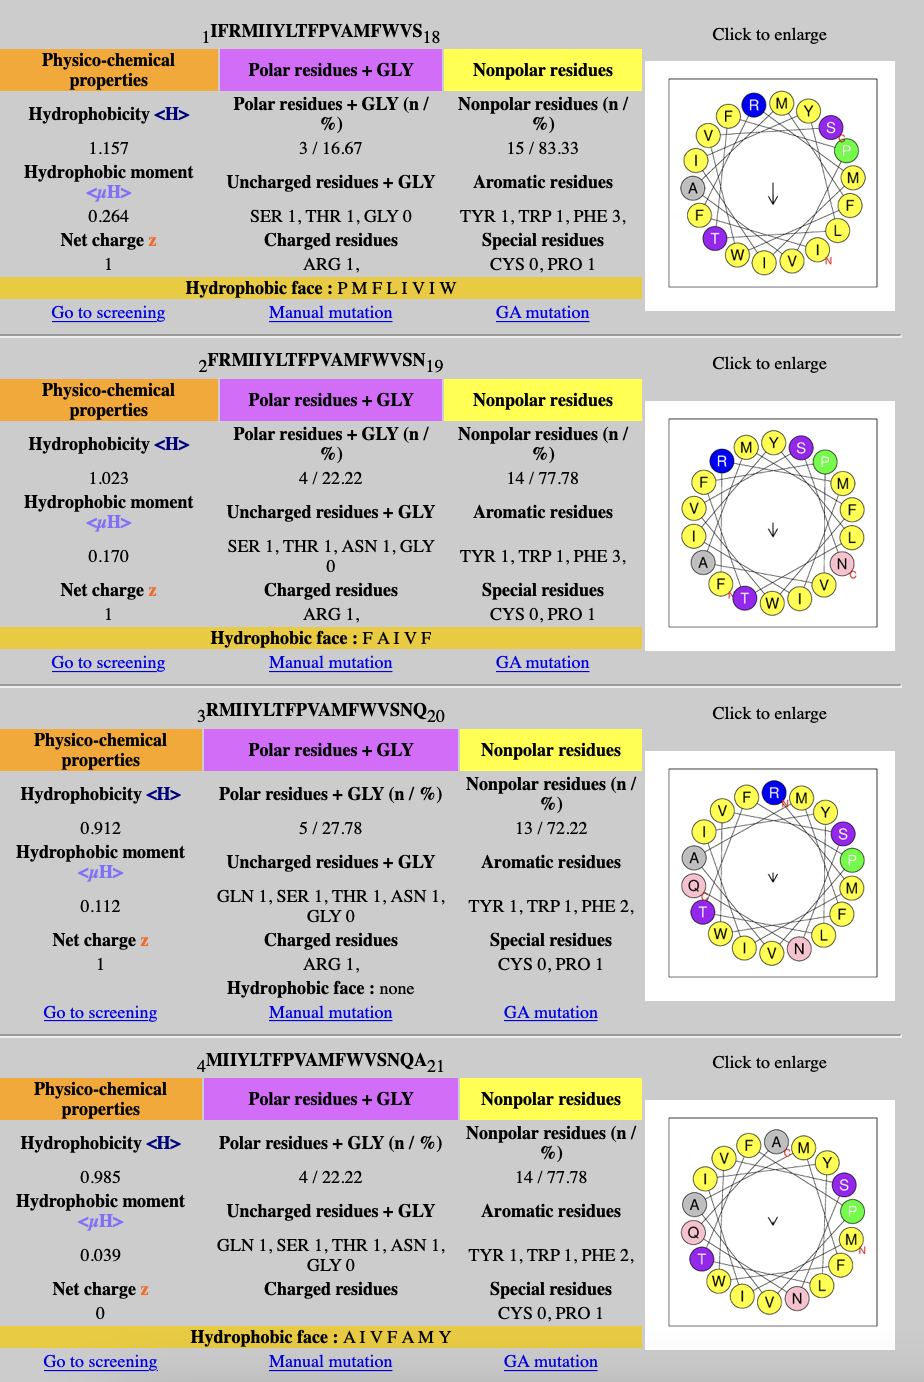 1IFRMIIYLTFPVAMFWVS18
Click to enlarge
Physico-chemical properties
Polar residues + GLY
Nonpolar residues
Hydrophobicity <H>
Polar residues + GLY (n / %)
Nonpolar residues (n / %)
1.157
3 / 16.67
15 / 83.33
Hydrophobic moment <μH>
Uncharged residues + GLY
Aromatic residues
0.264
SER 1, THR 1, GLY 0
TYR 1, TRP 1, PHE 3,
Net charge z
Charged residues
Special residues
1
ARG 1,
CYS 0, PRO 1
Hydrophobic face : P M F L I V I W
Go to screening
Manual mutation
GA mutation
R M Y S C P M F L I N V I W T F A I V F
2FRMIIYLTFPVAMFWVSN19
Click to enlarge
Physico-chemical properties
Polar residues + GLY
Nonpolar residues
Hydrophobicity <H>
Polar residues + GLY (n / %)
Nonpolar residues (n / %)
1.023
4 / 22.22
14 / 77.78
Hydrophobic moment <μH>
Uncharged residues + GLY
Aromatic residues
0.170
SER 1, THR 1, ASN 1, GLY 0
TYR 1, TRP 1, PHE 3,
Net charge z
Charged residues
Special residues
1
ARG 1,
CYS 0, PRO 1
Hydrophobic face : F A I V F
Go to screening
Manual mutation
GA mutation
R M Y S P M F L N C V I W T N F A I V F
3RMIIYLTFPVAMFWVSNQ20
Click to enlarge
Physico-chemical properties
Polar residues + GLY
Nonpolar residues
Hydrophobicity <H>
Polar residues + GLY (n / %)
Nonpolar residues (n / %)
0.912
5 / 27.78
13 / 72.22
Hydrophobic moment <μH>
Uncharged residues + GLY
Aromatic residues
0.112
GLN 1, SER 1, THR 1, ASN 1, GLY 0
TYR 1, TRP 1, PHE 2,
Net charge z
Charged residues
Special residues
1
ARG 1,
CYS 0, PRO 1
Hydrophobic face : none
Go to screening
Manual mutation
GA mutation
R N M Y S P M F L N V I W T Q C A I V F
4MIIYLTFPVAMFWVSNQA21
Click to enlarge
Physico-chemical properties
Polar residues + GLY
Nonpolar residues
Hydrophobicity <H>
Polar residues + GLY (n / %)
Nonpolar residues (n / %)
0.985
4 / 22.22
14 / 77.78
Hydrophobic moment <μH>
Uncharged residues + GLY
Aromatic residues
0.039
GLN 1, SER 1, THR 1, ASN 1, GLY 0
TYR 1, TRP 1, PHE 2,
Net charge z
Charged residues
Special residues
0
CYS 0, PRO 1
Hydrophobic face : A I V F A M Y
Go to screening
Manual mutation
GA mutation
A C M Y S P M N F L N V I W T Q A I V F